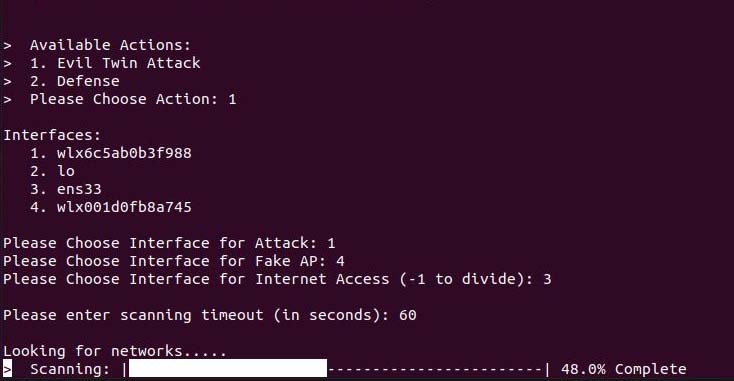 >  Available Actions:
>  1. Evil Twin Attack
>  2. Defense
>  Please Choose Action: 1
Interfaces:
   1. wlx6c5ab0b3f988
   2. lo
   3. ens33
   4. wlx001d0fb8a745
Please Choose Interface for Attack: 1
Please Choose Interface for Fake AP: 4
Please Choose Interface for Internet Access (-1 to divide): 3
Please enter scanning timeout (in seconds): 60
Looking for networks.....
>  Scanning: |------------------------| 48.0% Complete